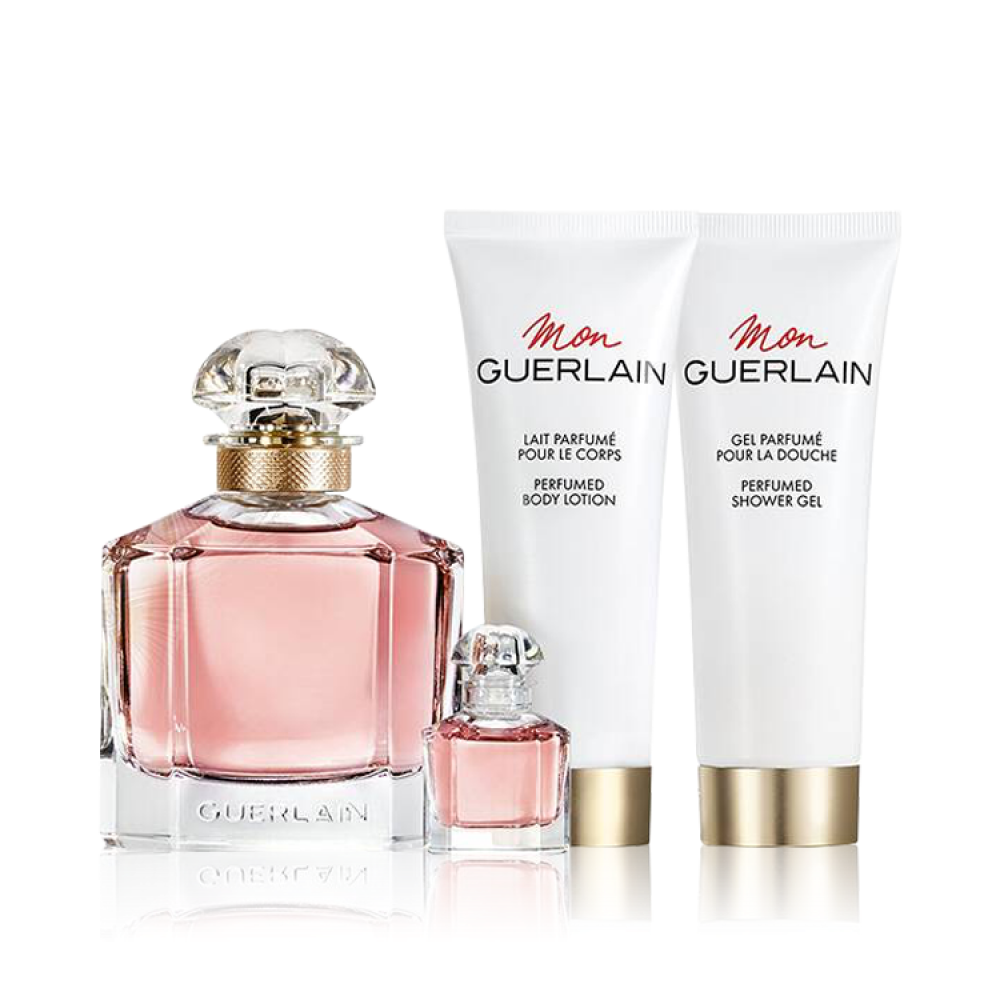 Mon
GUERLAIN
LAIT PARFUMÉ
POUR LE CORPS
PERFUMED
BODY LOTION
Mon
GUERLAIN
GEL PARFUMÉ
POUR LA DOUCHE
PERFUMED
SHOWER GEL
GUERLAIN